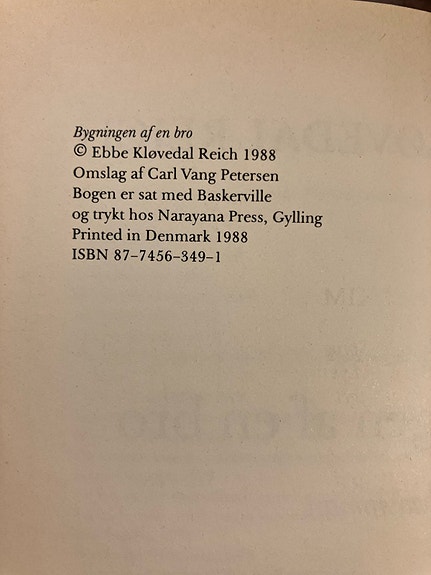 Bygningen af en bro
© Ebbe Kløvedal Reich 1988
Omslag af Carl Vang Petersen
Bogen er sat med Baskerville
og trykt hos Narayana Press, Gylling
Printed in Denmark 1988
ISBN 87-7456-349-1